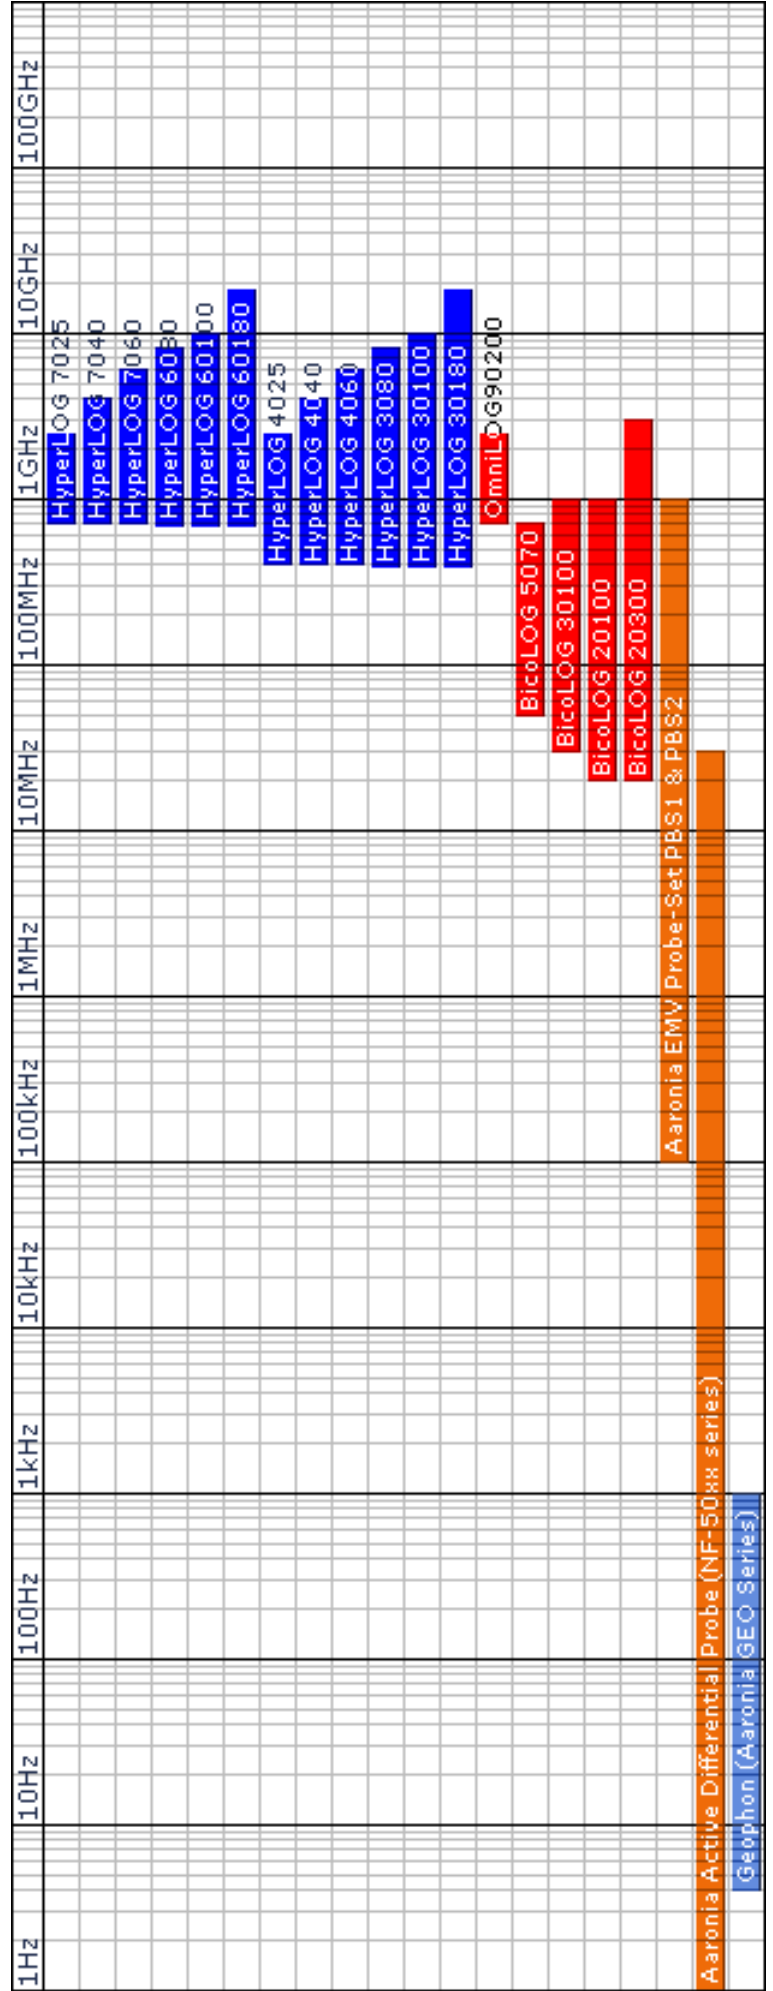 1Hz
10Hz
100Hz
1kHz
10kHz
100kHz
1MHz
10MHz
100MHz
1GHz
10GHz
100GHz
HyperLOG 7025
HyperLOG 7040
HyperLOG 7060
HyperLOG 6080
HyperLOG 60100
HyperLOG 60180
HyperLOG 4025
HyperLOG 4040
HyperLOG 4060
HyperLOG 3080
HyperLOG 30100
HyperLOG 30180
OmniLOG90200
BicoLOG 5070
BicoLOG 30100
BicoLOG 20100
BicoLOG 20300
Aaronia EMV Probe-Set PBS1 & PBS2
Aaronia Active Differential Probe (NF-50xx series)
Geophon (Aaronia GEO Series)